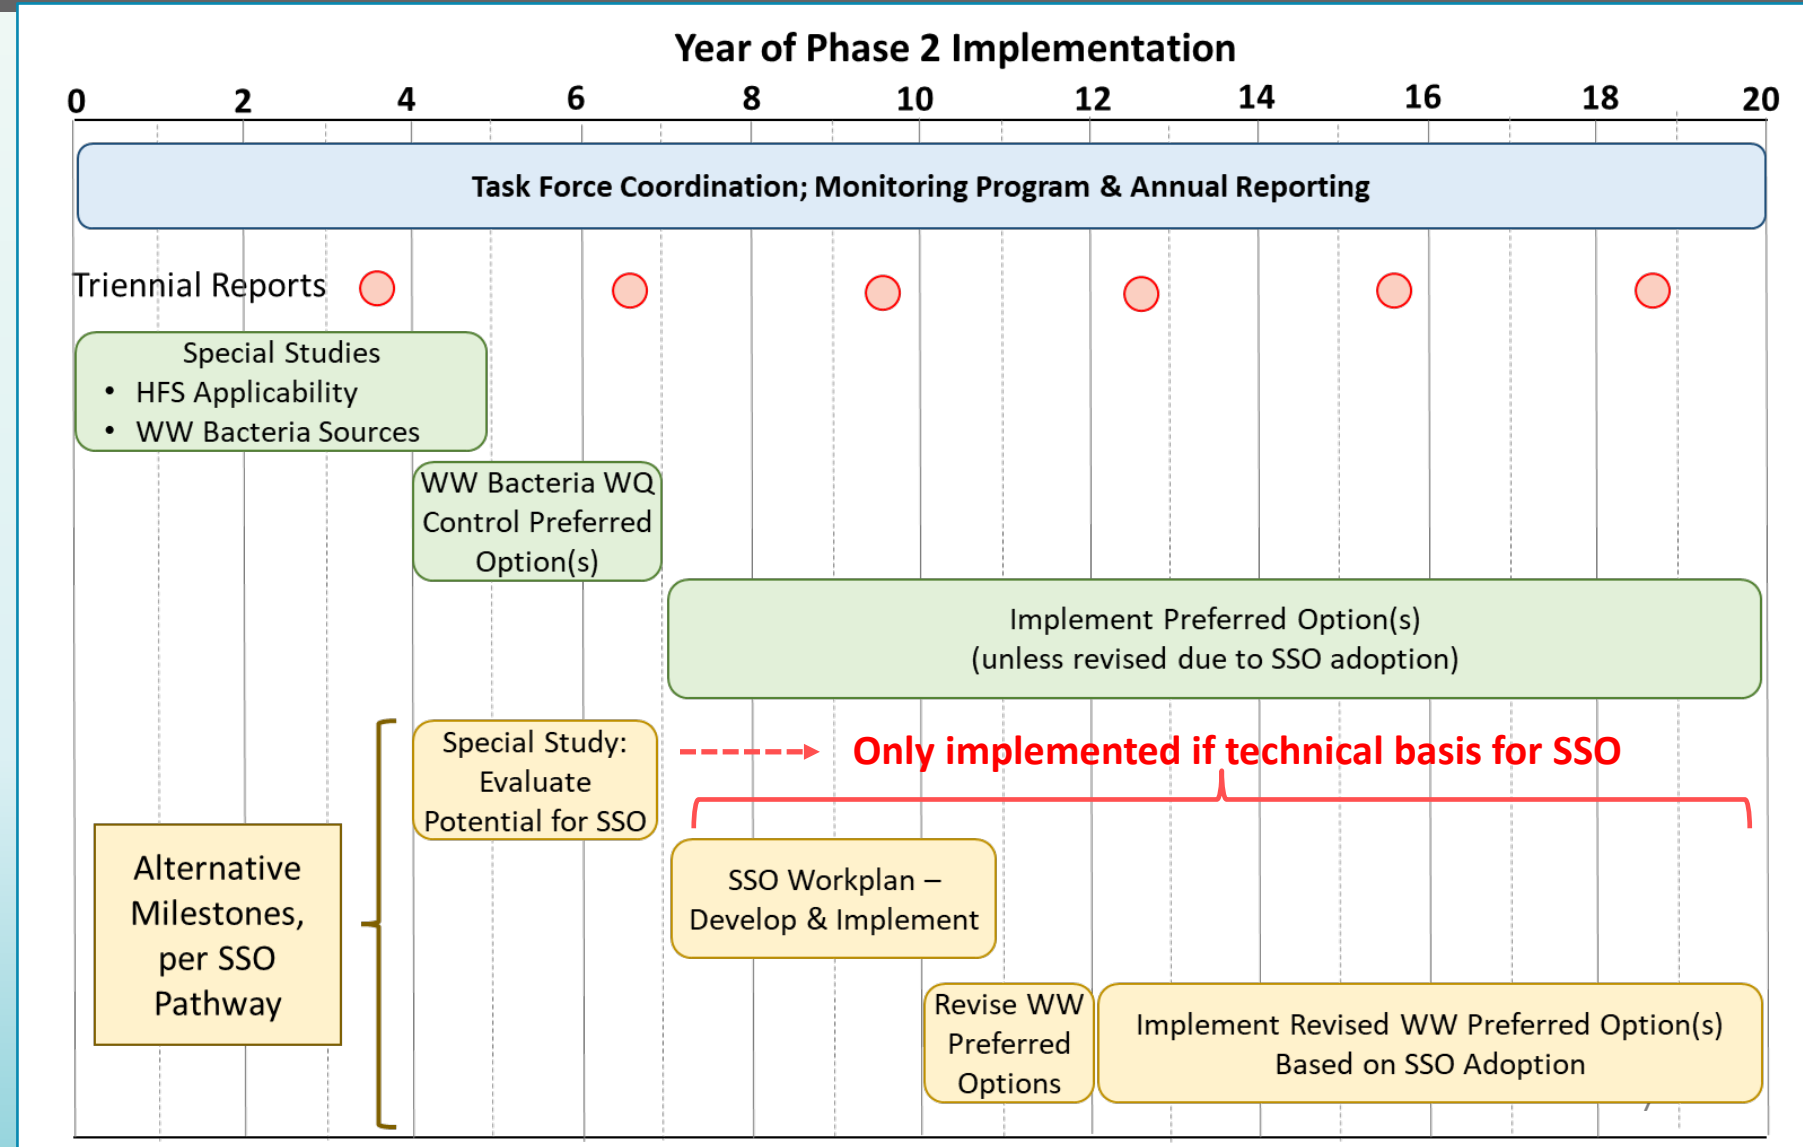 Year of Phase 2 Implementation
0 2 4 6 8 10 12 14 16 18 20
Task Force Coordination; Monitoring Program & Annual Reporting
Triennial Reports
Special Studies
• HFS Applicability
• WW Bacteria Sources
WW Bacteria WQ
Control Preferred
Option(s)
Implement Preferred Option(s)
(unless revised due to SSO adoption)
Special Study:
Evaluate
Potential for SSO
Only implemented if technical basis for SSO
Alternative
Milestones,
per SSO
Pathway
SSO Workplan –
Develop & Implement
Revise WW
Preferred
Options
Implement Revised WW Preferred Option(s)
Based on SSO Adoption